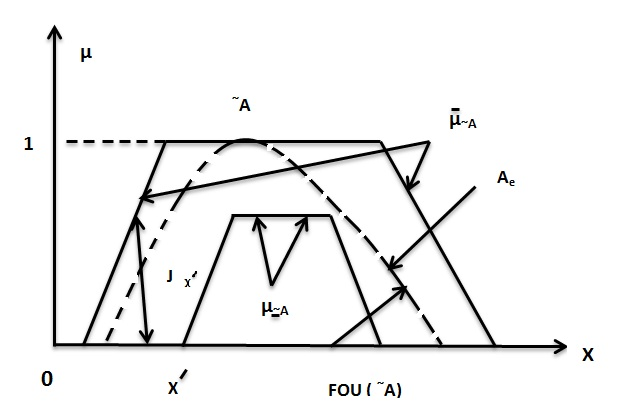 μ
˜A
1
μ̄˜A
Ae
J x′
μ̲˜A
X
0
X′
FOU ( ˜A)